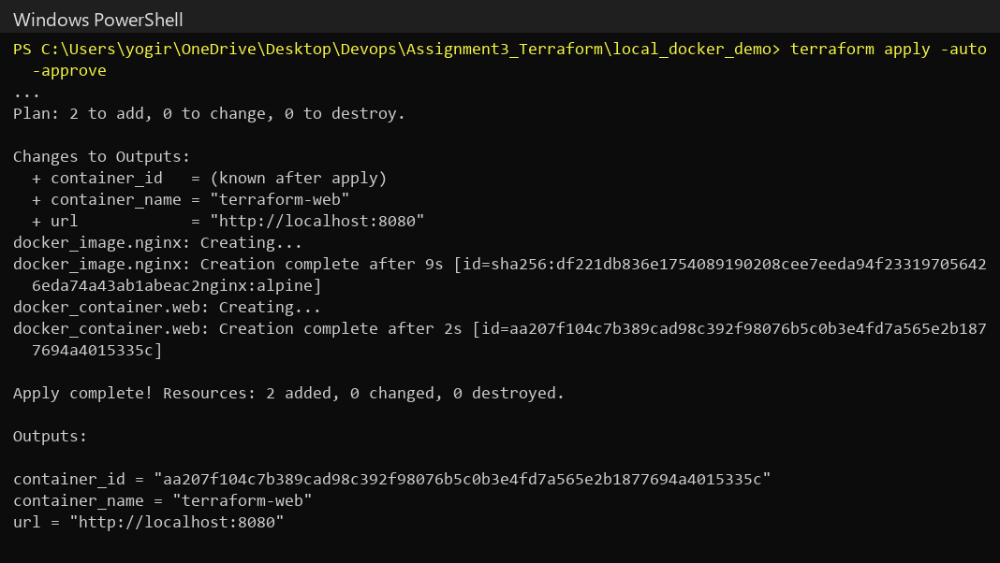 Windows PowerShell
PS C:\Users\yogir\OneDrive\Desktop\Devops\Assignment3_Terraform\local_docker_demo> terraform apply -auto
-approve
...
Plan: 2 to add, 0 to change, 0 to destroy.
Changes to Outputs:
+ container_id   = (known after apply)
+ container_name = "terraform-web"
+ url            = "http://localhost:8080"
docker_image.nginx: Creating...
docker_image.nginx: Creation complete after 9s [id=sha256:df221db836e1754089190208cee7eeda94f23319705642
6eda74a43ab1abeac2nginx:alpine]
docker_container.web: Creating...
docker_container.web: Creation complete after 2s [id=aa207f104c7b389cad98c392f98076b5c0b3e4fd7a565e2b187
7694a4015335c]
Apply complete! Resources: 2 added, 0 changed, 0 destroyed.
Outputs:
container_id = "aa207f104c7b389cad98c392f98076b5c0b3e4fd7a565e2b1877694a4015335c"
container_name = "terraform-web"
url = "http://localhost:8080"